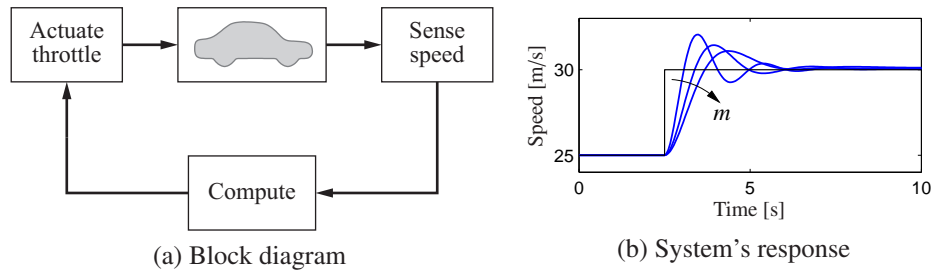 Actuate
throttle
Sense
speed
Compute
(a) Block diagram
Speed [m/s]
30
25
m
0
5
10
Time [s]
(b) System’s response